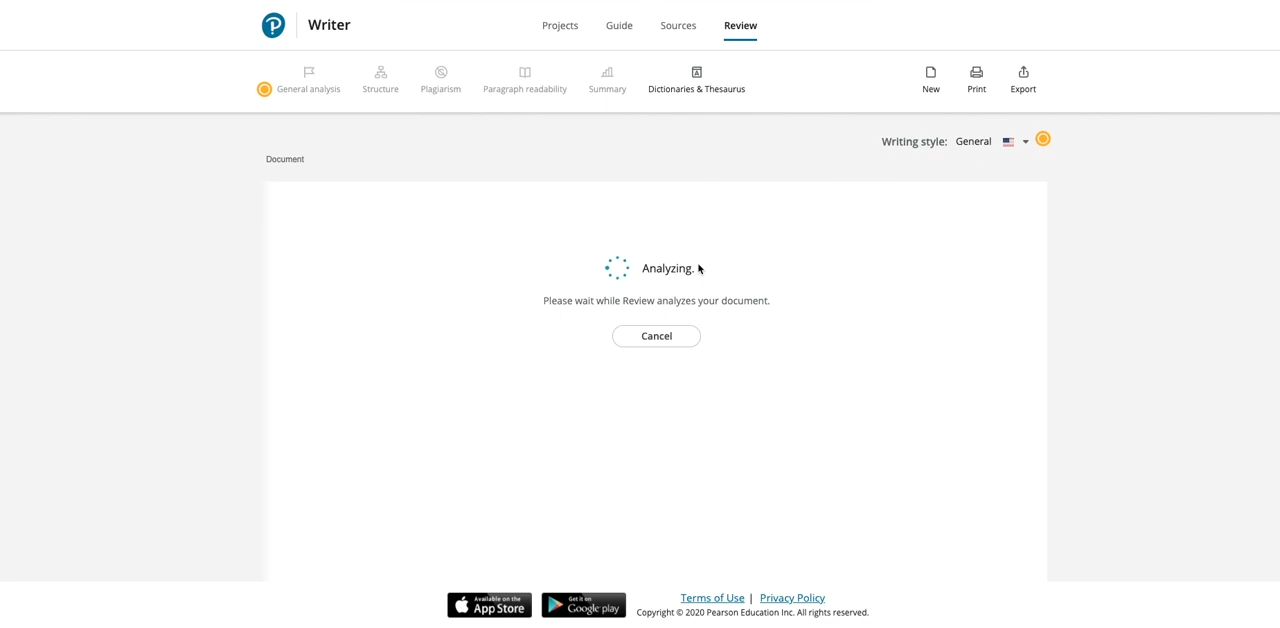 Writer
Projects Guide Sources Review
General analysis Structure Plagiarism Paragraph readability Summary Dictionaries & Thesaurus New Print Export
Writing style: General
Document
Analyzing.
Please wait while Review analyzes your document.
Cancel
Available on the App Store
Get it on Google play
Terms of Use | Privacy Policy
Copyright © 2020 Pearson Education Inc. All rights reserved.